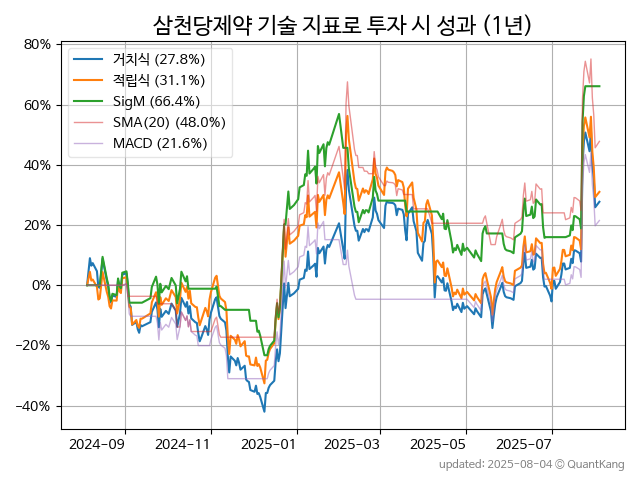 삼천당제약 기술 지표로 투자 시 성과 (1년)
거치식 (27.8%)
적립식 (31.1%)
SigM (66.4%)
SMA(20) (48.0%)
MACD (21.6%)
80%
60%
40%
20%
0%
−20%
−40%
2024-09
2024-11
2025-01
2025-03
2025-05
2025-07
updated: 2025-08-04 © QuantKang